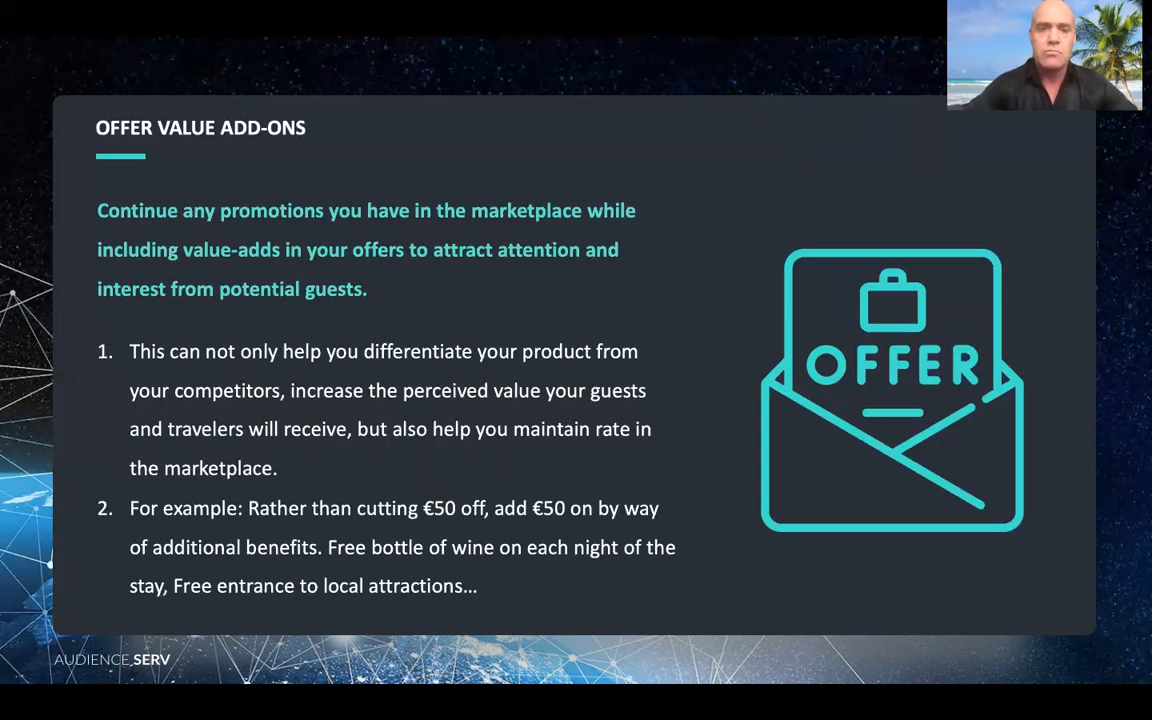 OFFER VALUE ADD-ONS
Continue any promotions you have in the marketplace while
including value-adds in your offers to attract attention and
interest from potential guests.
1. This can not only help you differentiate your product from
your competitors, increase the perceived value your guests
and travelers will receive, but also help you maintain rate in
the marketplace.
2. For example: Rather than cutting €50 off, add €50 on by way
of additional benefits. Free bottle of wine on each night of the
stay, Free entrance to local attractions...
OFFER
AUDIENCE.SERV